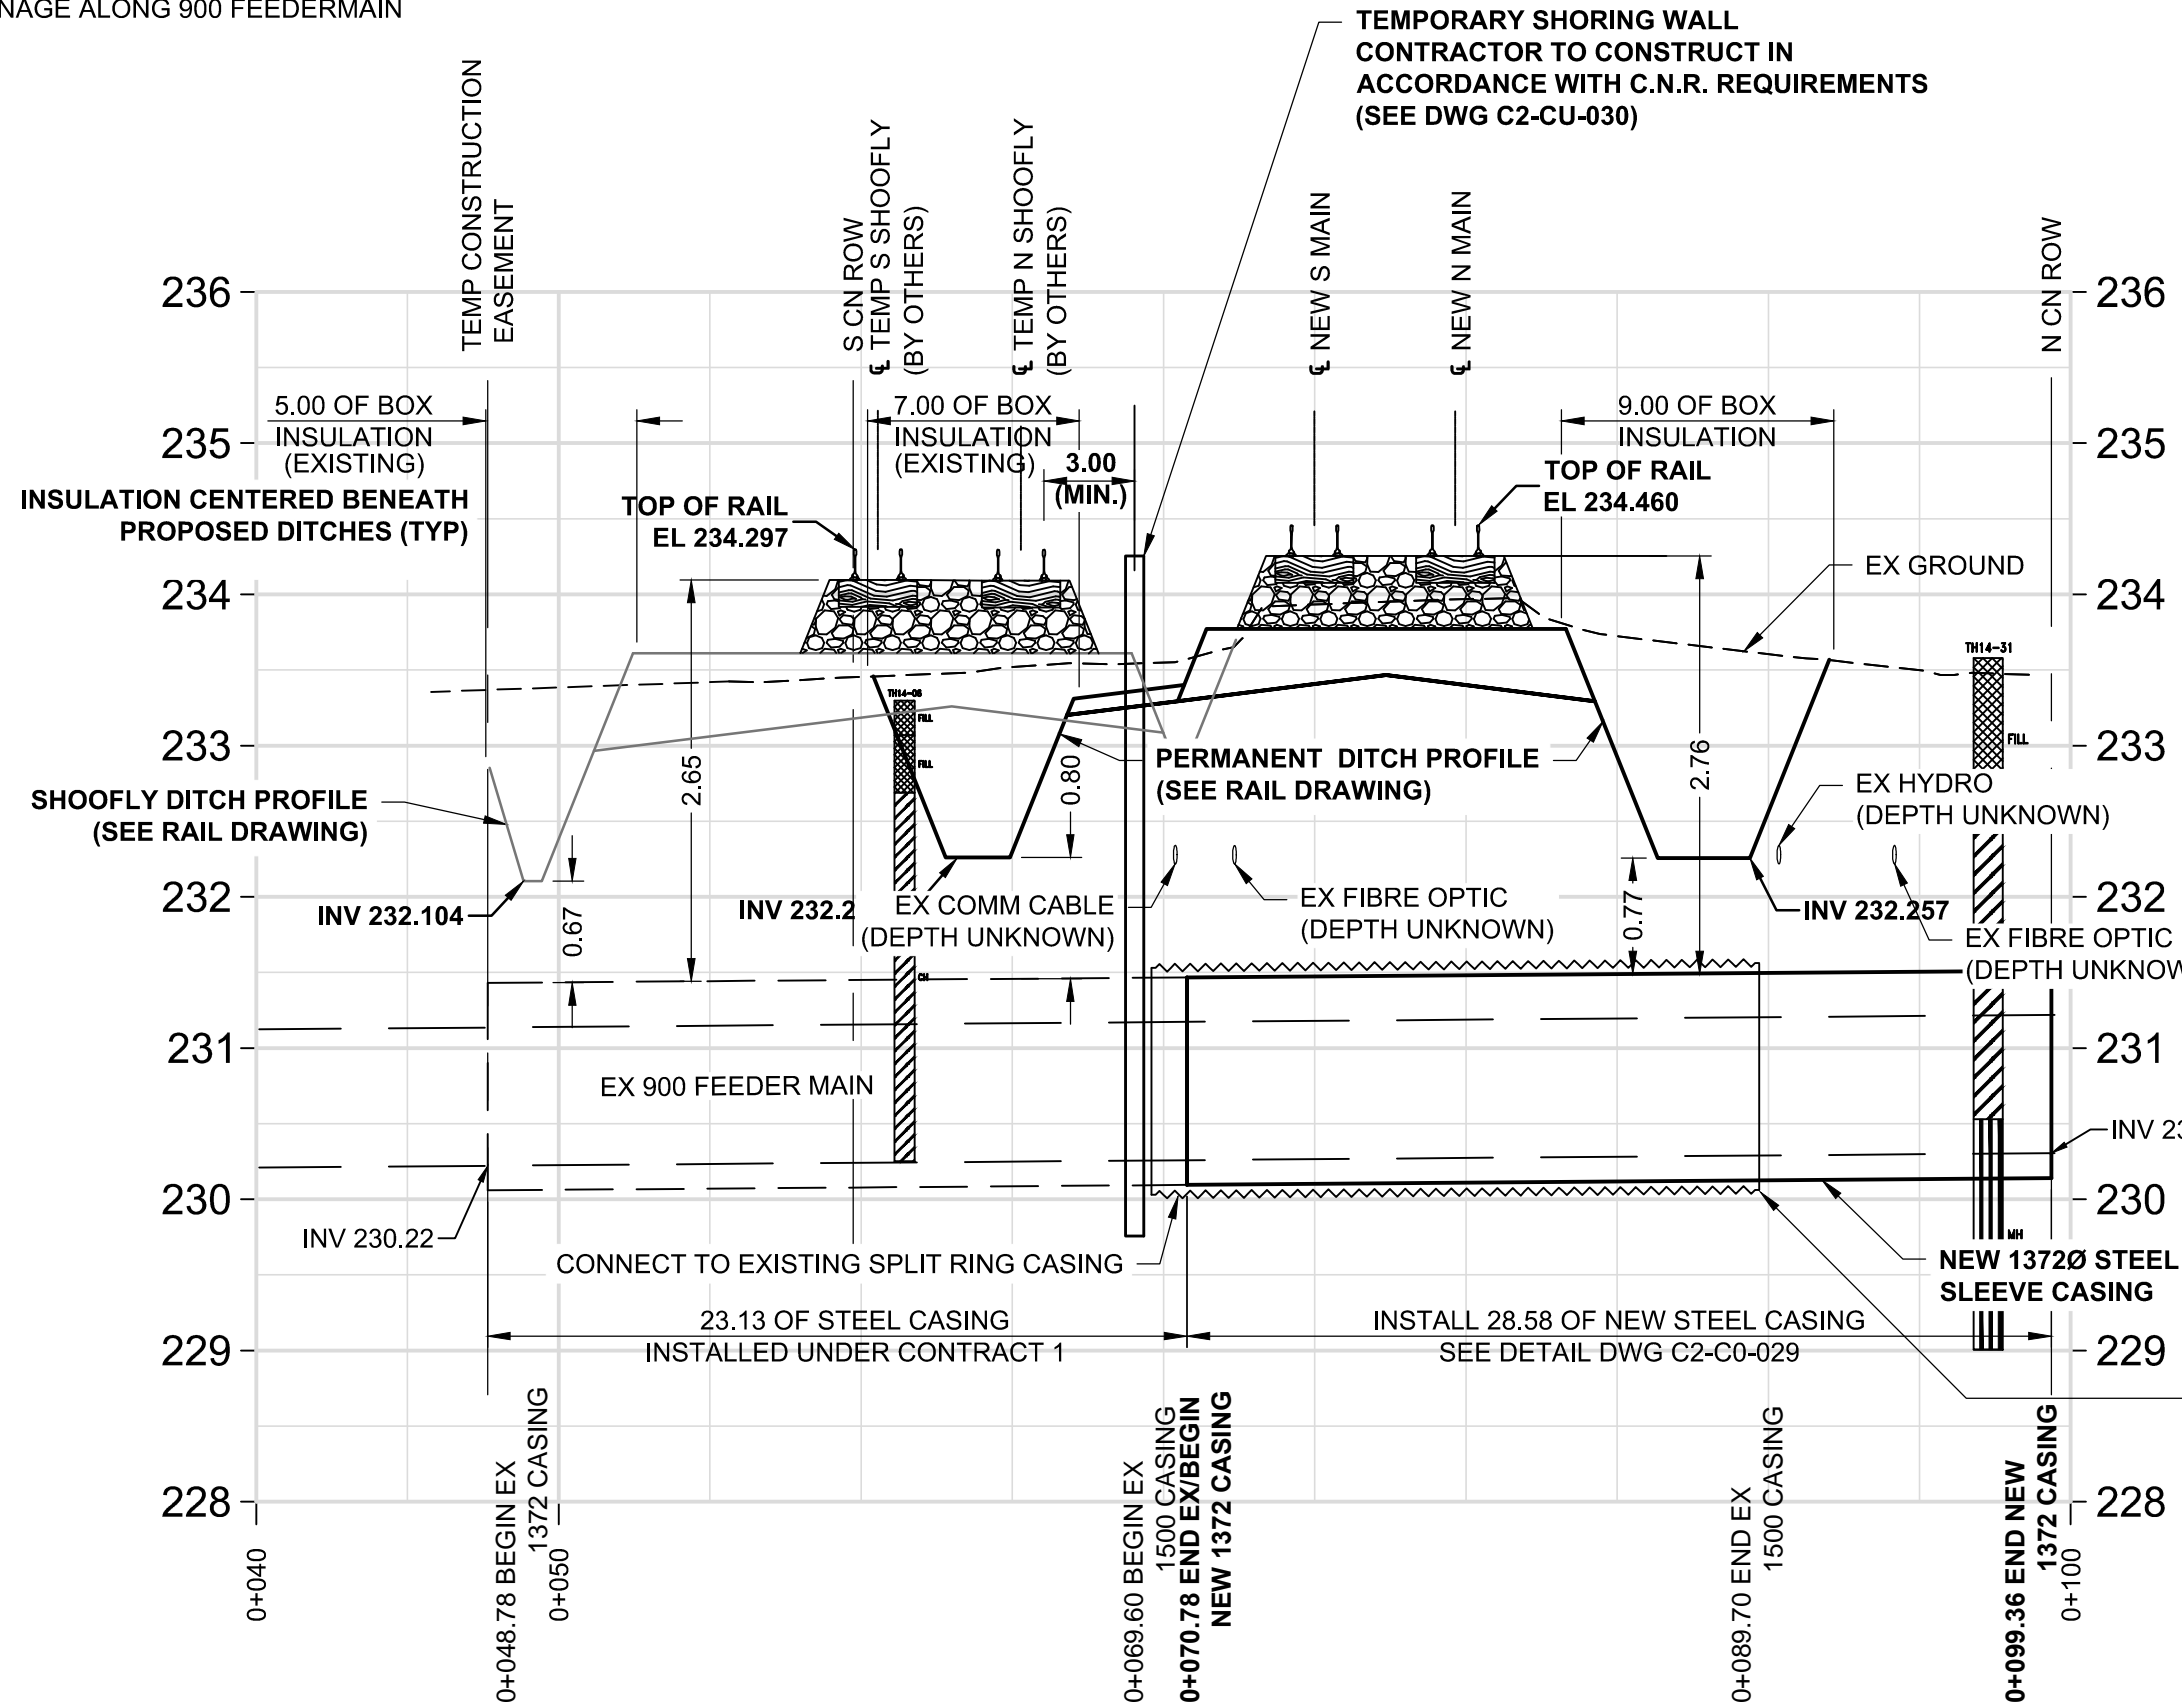 NAGE ALONG 900 FEEDERMAIN
TEMPORARY SHORING WALL
CONTRACTOR TO CONSTRUCT IN
ACCORDANCE WITH C.N.R. REQUIREMENTS
(SEE DWG C2-CU-030)
TEMP CONSTRUCTION
EASEMENT
S CN ROW
℄ TEMP S SHOOFLY
(BY OTHERS)
℄ TEMP N SHOOFLY
(BY OTHERS)
℄ NEW S MAIN
℄ NEW N MAIN
N CN ROW
236
236
5.00 OF BOX
INSULATION
(EXISTING)
7.00 OF BOX
INSULATION
(EXISTING)
9.00 OF BOX
INSULATION
235
235
3.00
(MIN.)
INSULATION CENTERED BENEATH
PROPOSED DITCHES (TYP)
TOP OF RAIL
EL 234.297
TOP OF RAIL
EL 234.460
EX GROUND
234
234
TH14-31
TH14-08
FILL
FILL
FILL
233
233
2.65
0.80
PERMANENT DITCH PROFILE
(SEE RAIL DRAWING)
2.76
EX HYDRO
(DEPTH UNKNOWN)
SHOOFLY DITCH PROFILE
(SEE RAIL DRAWING)
232
232
INV 232.104
0.67
INV 232.2
EX COMM CABLE
(DEPTH UNKNOWN)
EX FIBRE OPTIC
(DEPTH UNKNOWN)
0.77
INV 232.257
EX FIBRE OPTIC
(DEPTH UNKNOW
CH
231
231
EX 900 FEEDER MAIN
INV 23
230
230
INV 230.22
MH
CONNECT TO EXISTING SPLIT RING CASING
NEW 1372Ø STEEL
SLEEVE CASING
23.13 OF STEEL CASING
INSTALLED UNDER CONTRACT 1
INSTALL 28.58 OF NEW STEEL CASING
SEE DETAIL DWG C2-C0-029
229
229
228
228
0+040
0+048.78 BEGIN EX
1372 CASING
0+050
0+069.60 BEGIN EX
1500 CASING
0+070.78 END EX/BEGIN
NEW 1372 CASING
0+089.70 END EX
1500 CASING
0+099.36 END NEW
1372 CASING
0+100